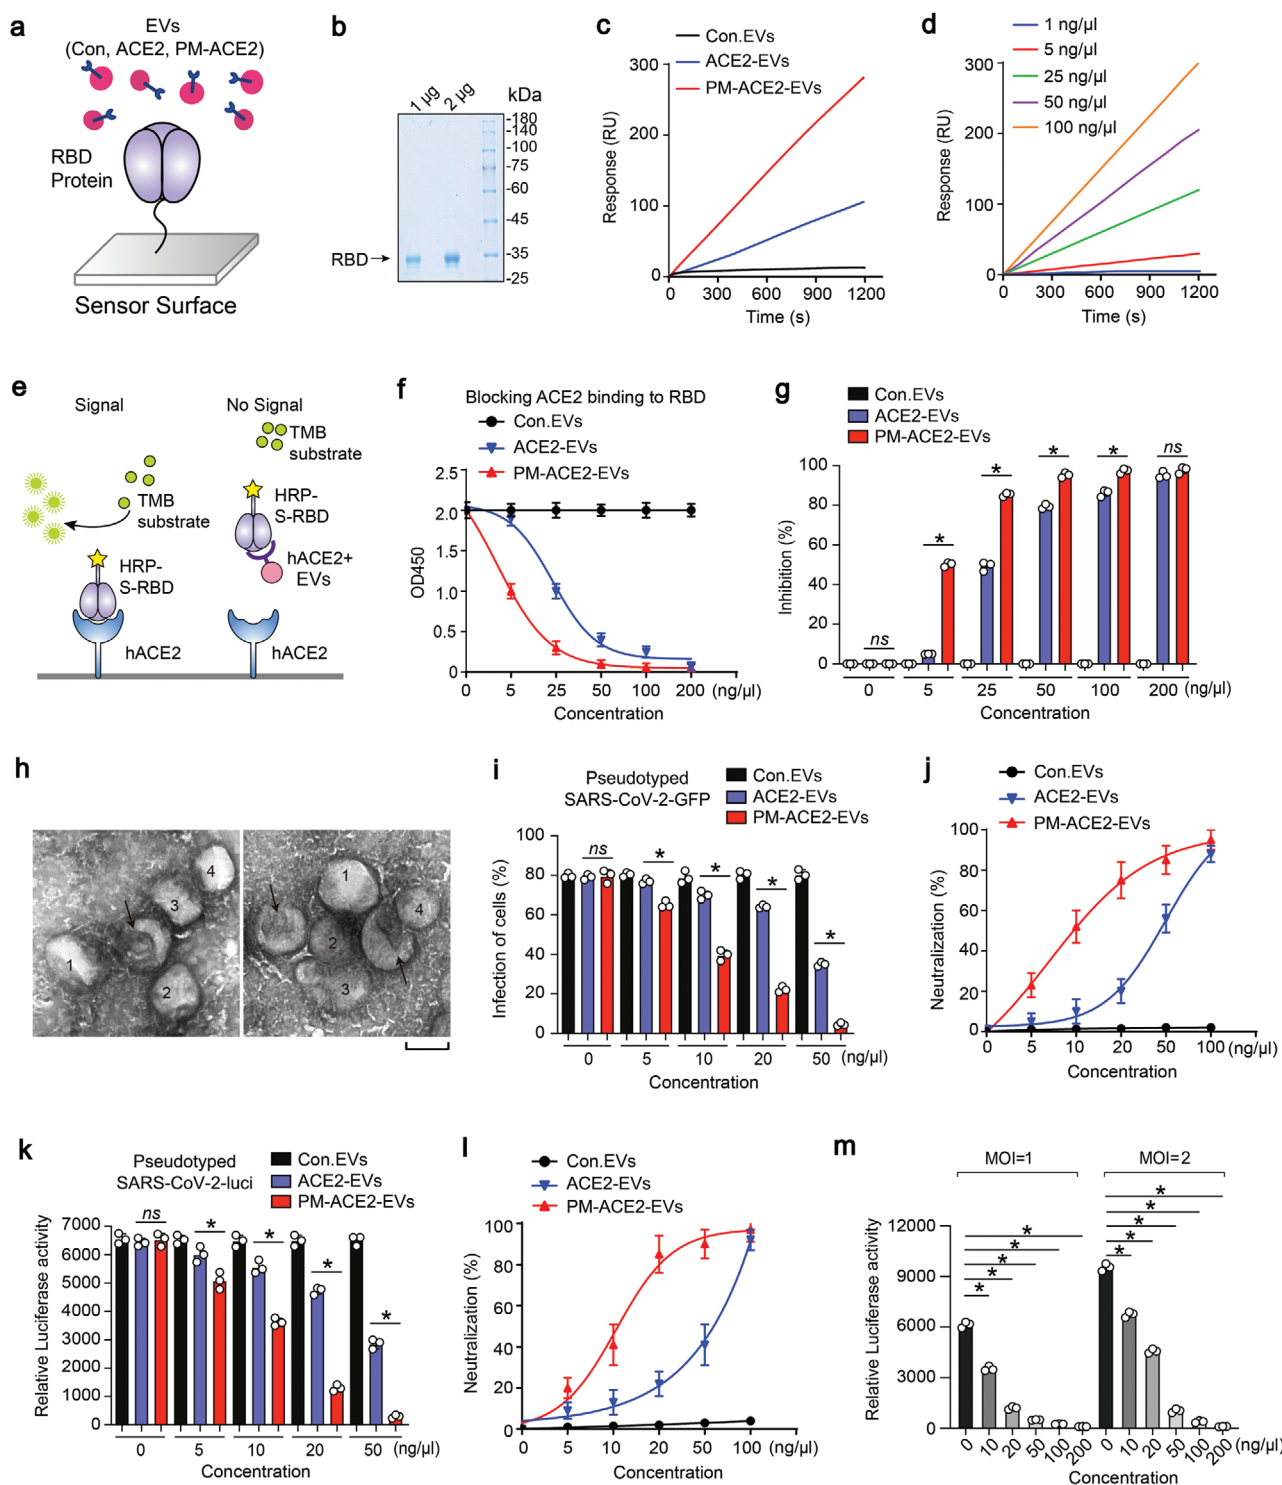 a
EVs
(Con, ACE2, PM-ACE2)
RBD
Protein
Sensor Surface
b
1 µg
2 µg
kDa
-180
-140
-100
-75
-60
-45
-35
-25
RBD
c
Con.EVs
ACE2-EVs
PM-ACE2-EVs
Response (RU)
300
200
100
0
0 300 600 900 1200
Time (s)
d
1 ng/µl
5 ng/µl
25 ng/µl
50 ng/µl
100 ng/µl
Response (RU)
300
200
100
0
0 300 600 900 1200
Time (s)
e
Signal
No Signal
TMB
substrate
TMB
substrate
HRP-
S-RBD
HRP-
S-RBD
hACE2+
EVs
hACE2
hACE2
f
Blocking ACE2 binding to RBD
Con.EVs
ACE2-EVs
PM-ACE2-EVs
OD450
2.5
2.0
1.5
1.0
0.5
0
0 5 25 50 100 200 (ng/µl)
Concentration
g
Con.EVs
ACE2-EVs
PM-ACE2-EVs
Inhibition (%)
100
80
60
40
20
0
ns * * * * ns
0 5 25 50 100 200 (ng/µl)
Concentration
h
1 2 3 4
1 2 3 4
i
Pseudotyped
SARS-CoV-2-GFP
Con.EVs
ACE2-EVs
PM-ACE2-EVs
Infection of cells (%)
100
80
60
40
20
0
ns * * * *
0 5 10 20 50 (ng/µl)
Concentration
j
Con.EVs
ACE2-EVs
PM-ACE2-EVs
Neutralization (%)
100
80
60
40
20
0
0 5 10 20 50 100 (ng/µl)
Concentration
k
Pseudotyped
SARS-CoV-2-luci
Con.EVs
ACE2-EVs
PM-ACE2-EVs
Relative Luciferase activity
7000
6000
5000
4000
3000
2000
1000
0
ns * * * *
0 5 10 20 50 (ng/µl)
Concentration
l
Con.EVs
ACE2-EVs
PM-ACE2-EVs
Neutralization (%)
100
80
60
40
20
0
0 5 10 20 50 100 (ng/µl)
Concentration
m
MOI=1
MOI=2
Relative Luciferase activity
12000
9000
6000
3000
0
* * * * *
* * * * *
0 10 20 50 100 200 0 10 20 50 100 200 (ng/µl)
Concentration